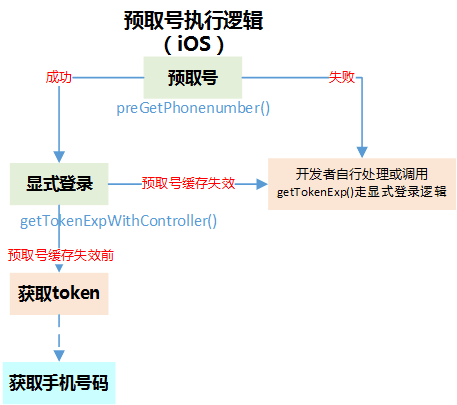 预取号执行逻辑
（iOS）
成功
预取号
失败
preGetPhonenumber()
显式登录
预取号缓存失效
开发者自行处理或调用
getTokenExp()走显式登录逻辑
getTokenExpWithController()
预取号缓存失效前
获取token
获取手机号码